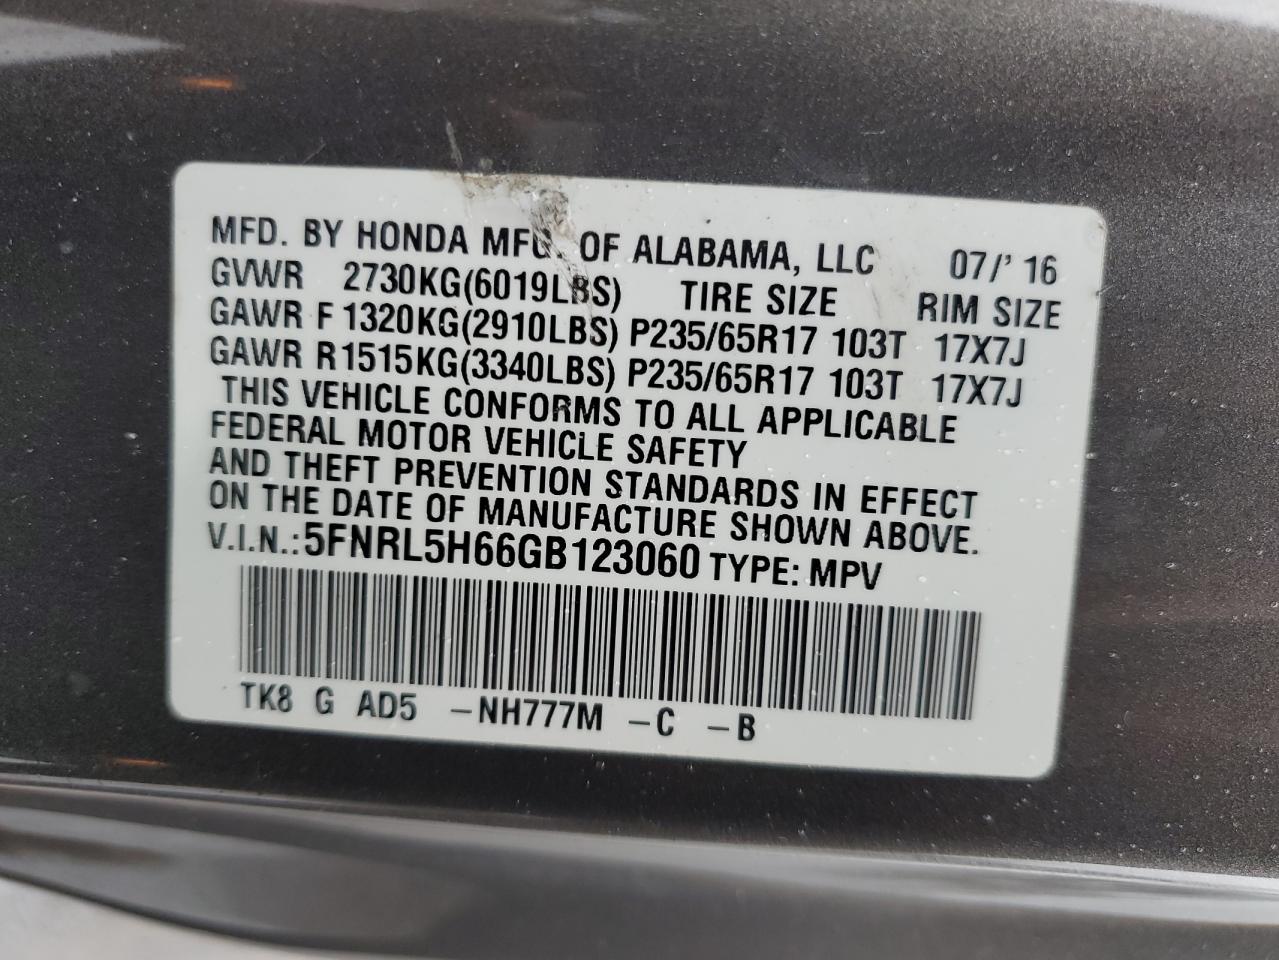 MFD. BY HONDA MFG. OF ALABAMA, LLC 07/' 16
GVWR 2730KG(6019LBS) TIRE SIZE RIM SIZE
GAWR F 1320KG(2910LBS) P235/65R17 103T 17X7J
GAWR R1515KG(3340LBS) P235/65R17 103T 17X7J
THIS VEHICLE CONFORMS TO ALL APPLICABLE
FEDERAL MOTOR VEHICLE SAFETY
AND THEFT PREVENTION STANDARDS IN EFFECT
ON THE DATE OF MANUFACTURE SHOWN ABOVE.
V.I.N.:5FNRL5H66GB123060 TYPE: MPV
TK8 G AD5 -NH777M -C -B